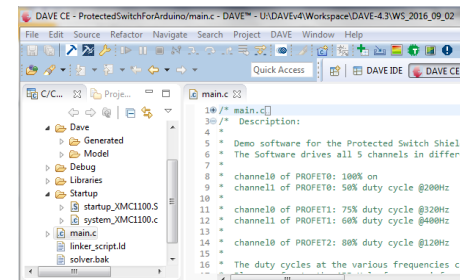 DAVE CE - ProtectedSwitchForArduino/main.c - DAVE™ - U:\DAVEv4\Workspace\DAVE-4.3\WS_2016_09_02
File Edit Source Refactor Navigate Search Project DAVE Window Help
Quick Access DAVE IDE DAVE CE
C/C... Proje... main.c
Dave
Generated
Model
Debug
Libraries
Startup
startup_XMC1100.S
system_XMC1100.c
main.c
linker_script.ld
solver.bak
1 /* main.c
3 /* Description:
4 *
5 * Demo software for the Protected Switch Shiel
6 * The Software drives all 5 channels in differ
7 *
8 * channel0 of PROFET0: 100% on
9 * channel1 of PROFET0: 50% duty cycle @200Hz
10 *
11 * channel0 of PROFET1: 75% duty cycle @320Hz
12 * channel1 of PROFET1: 60% duty cycle @400Hz
13 *
14 * channel0 of PROFET2: 80% duty cycle @120Hz
15 *
16 * The duty cycles at the various frequencies c